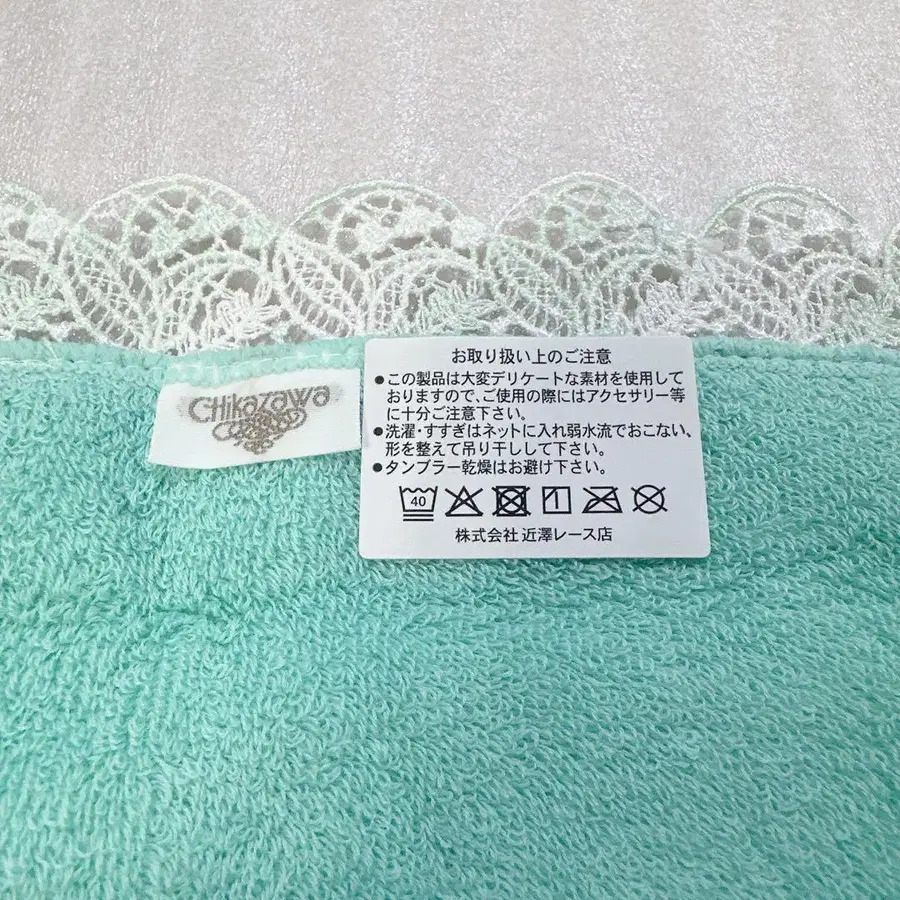 Chikazawa
お取り扱い上のご注意
●この製品は大変デリケートな素材を使用して
おりますので、ご使用の際にはアクセサリー等
に十分ご注意下さい。
●洗濯・すすぎはネットに入れ弱水流でおこない、
形を整えて吊り干しして下さい。
●タンブラー乾燥はお避け下さい。
40
株式会社 近澤レース店